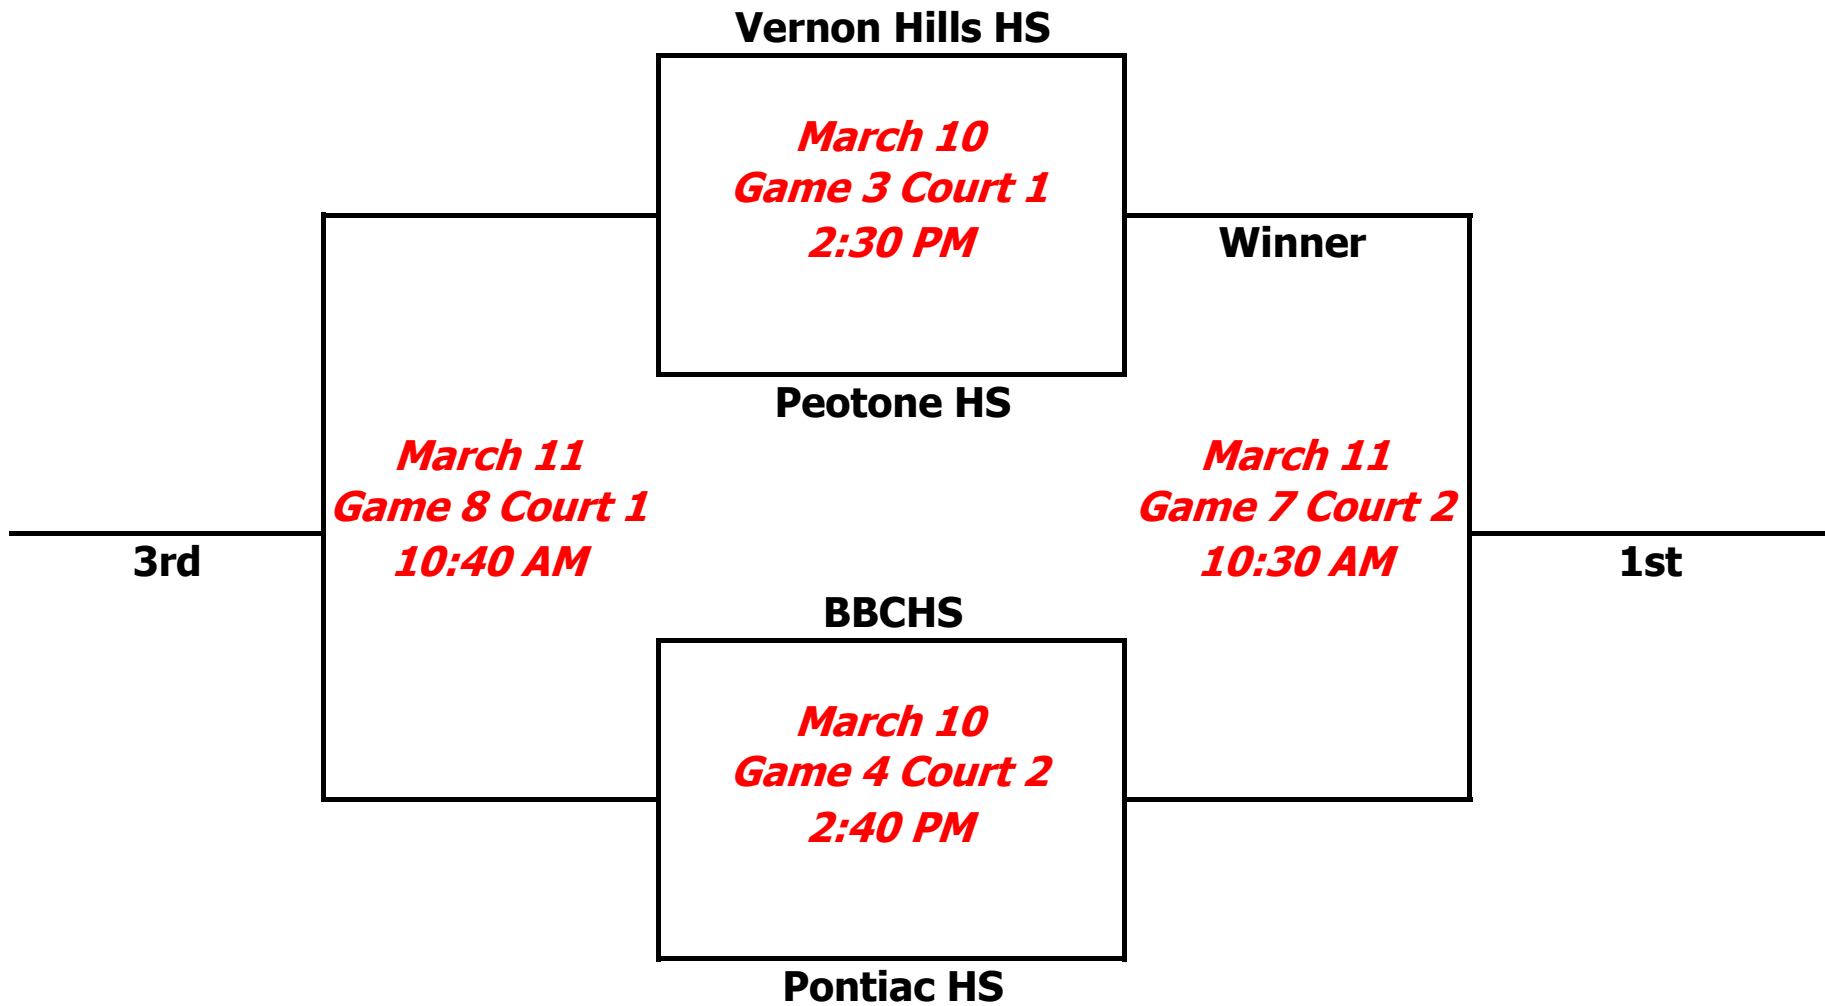 Vernon Hills HS
March 10
Game 3 Court 1
2:30 PM
Winner
Peotone HS
March 11
Game 8 Court 1
10:40 AM
3rd
March 11
Game 7 Court 2
10:30 AM
1st
BBCHS
March 10
Game 4 Court 2
2:40 PM
Pontiac HS